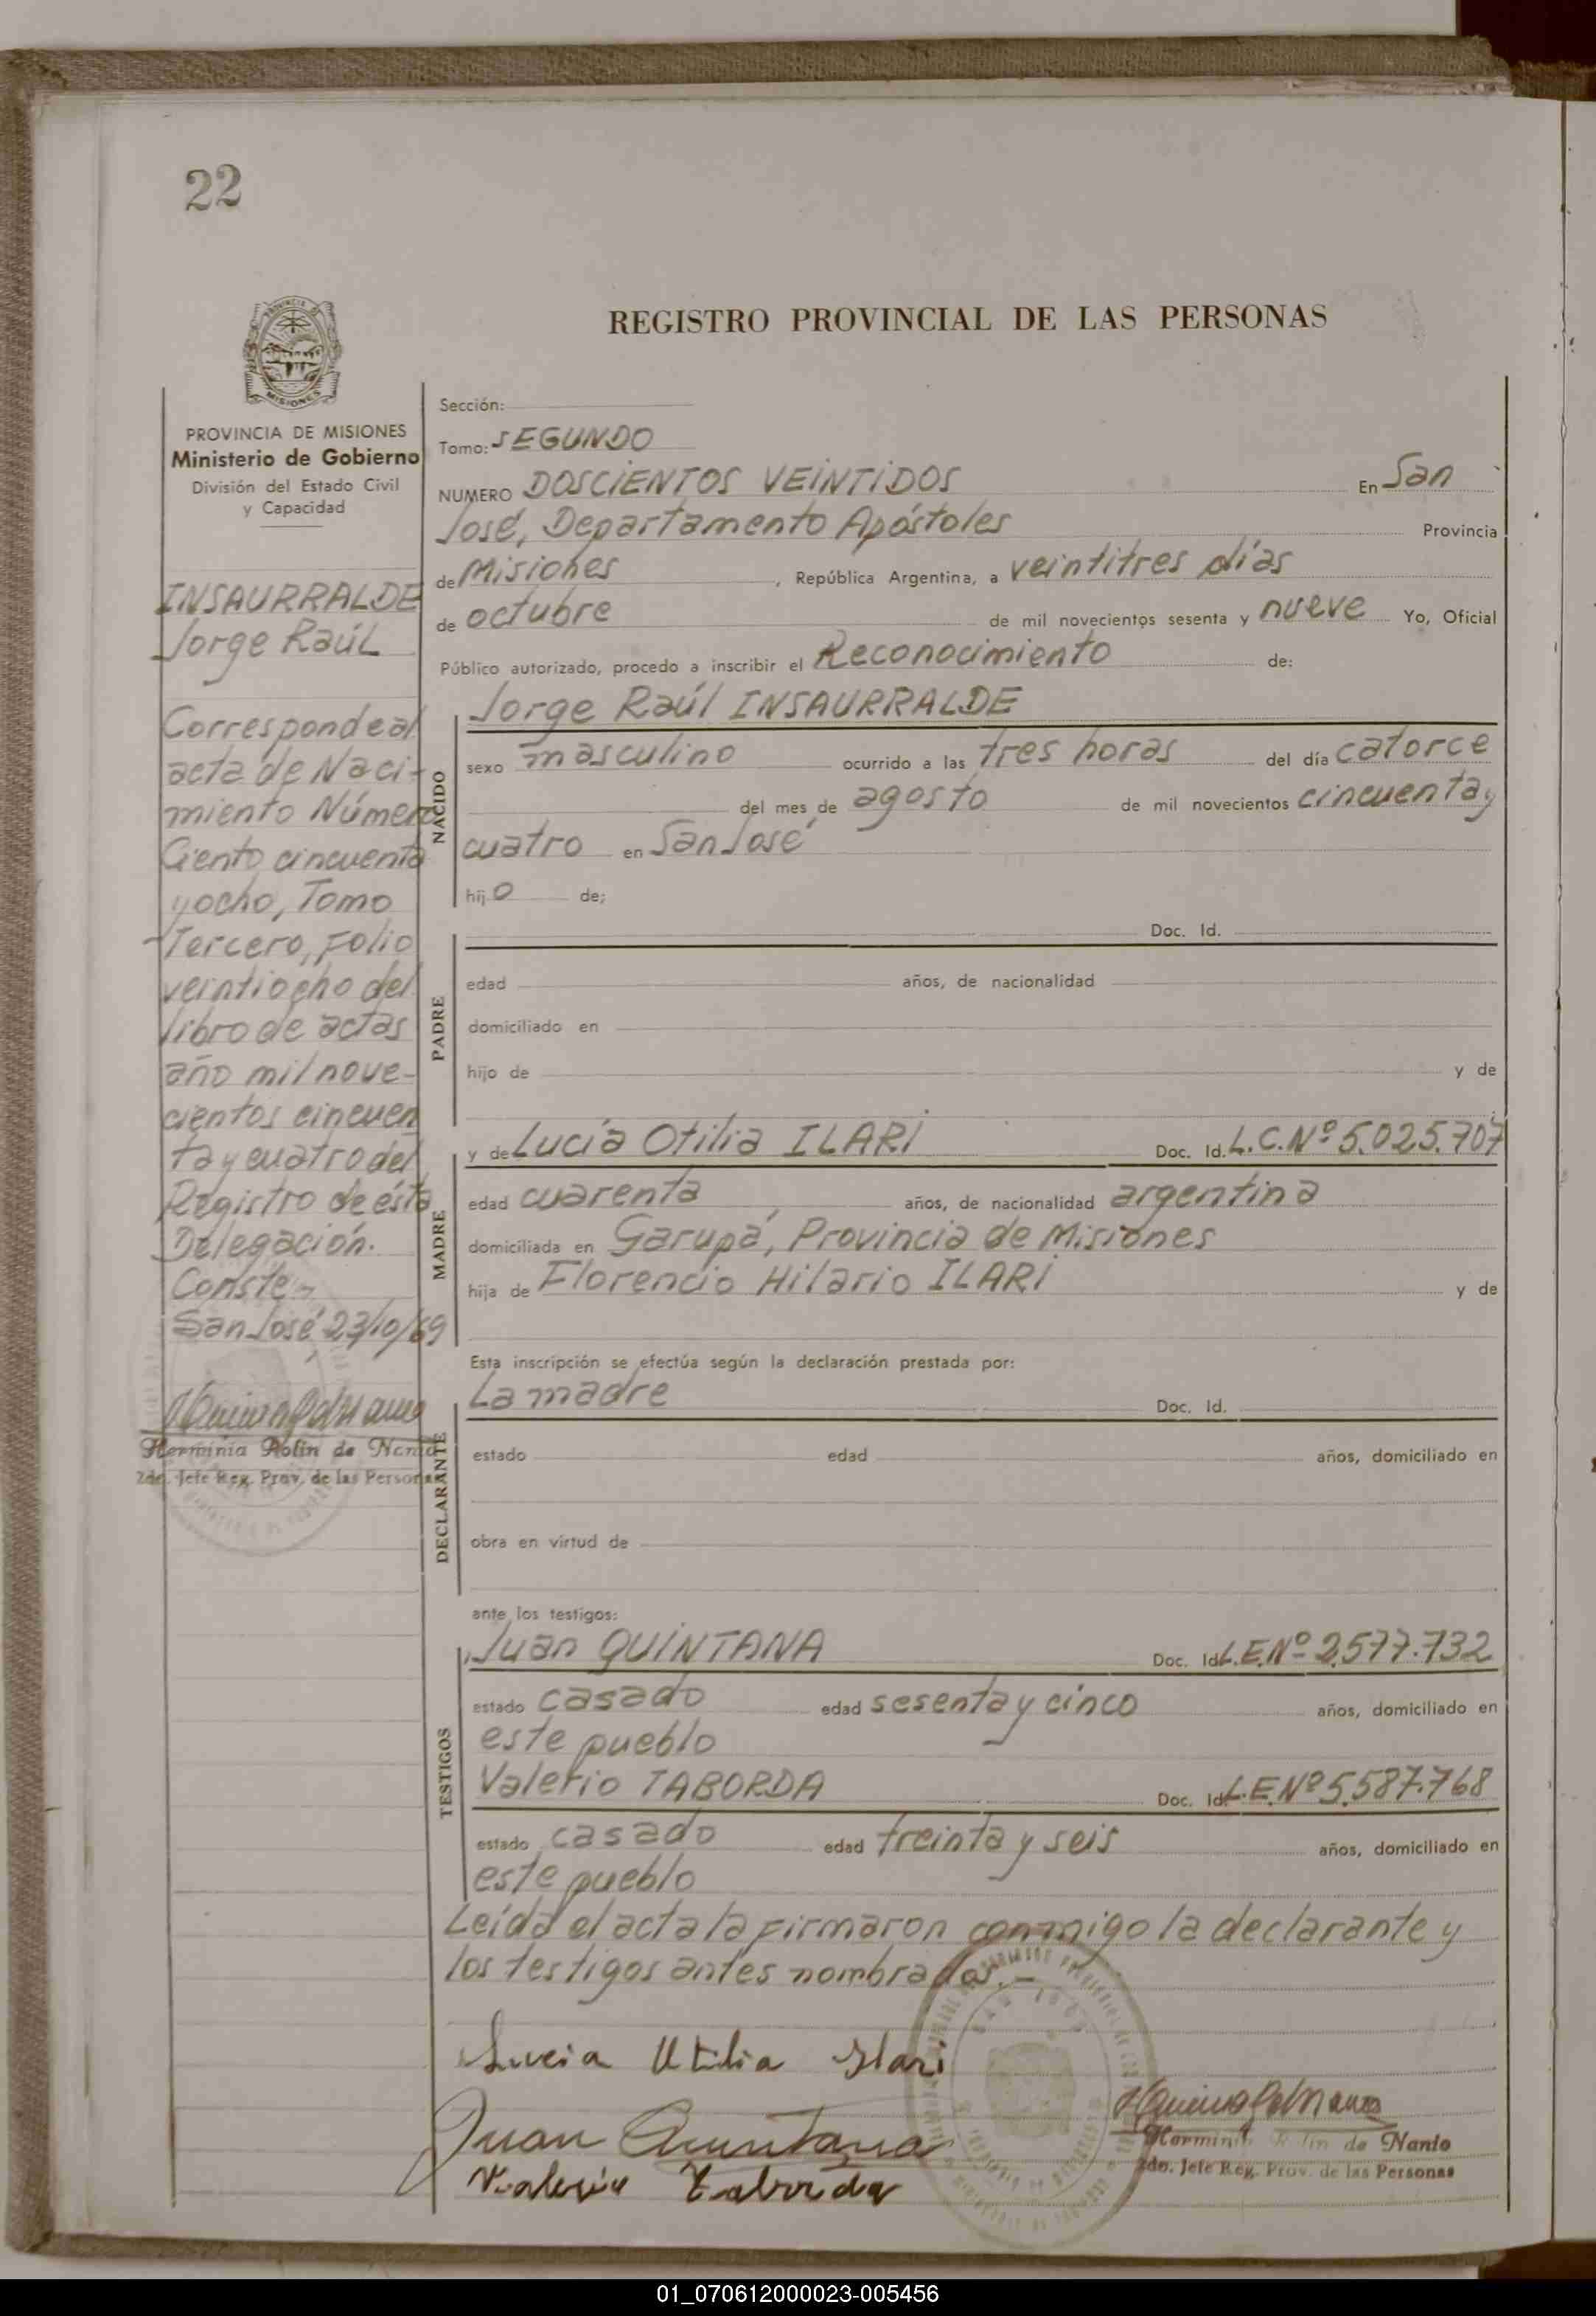 22
REGISTRO PROVINCIAL DE LAS PERSONAS
PROVINCIA DE MISIONES
Ministerio de Gobierno
División del Estado Civil
y Capacidad
INSAURRALDE
Jorge Raúl
Corresponde al
acta de Naci-
miento Número
Ciento cincuenta
y ocho, Tomo
Tercero, Folio
veintiocho del
libro de actas
año mil nove-
cientos cincuen
ta y cuatro del
Registro de ésta
Delegación.
Conste.-
San José, 23/10/69
Herminia Rolín de Nanio
2do. Jefe Reg. Prov. de las Personas
Sección:
Tomo: SEGUNDO
NUMERO DOSCIENTOS VEINTIDOS En San
José, Departamento Apóstoles Provincia
de Misiones, República Argentina, a veintitres días
de octubre de mil novecientos sesenta y nueve Yo, Oficial
Público autorizado, procedo a inscribir el Reconocimiento de:
NACIDO
Jorge Raúl INSAURRALDE
sexo masculino ocurrido a las tres horas del día catorce
del mes de agosto de mil novecientos cincuenta y
cuatro en San José
hijo de;
PADRE
Doc. Id.
edad años, de nacionalidad
domiciliado en
hijo de y de
MADRE
y de Lucía Otilia ILARI Doc. Id. L.C.Nº 5.025.707
edad cuarenta años, de nacionalidad argentina
domiciliada en Garupá, Provincia de Misiones
hija de Florencio Hilario ILARI y de
Esta inscripción se efectúa según la declaración prestada por:
DECLARANTE
La madre Doc. Id.
estado edad años, domiciliado en
obra en virtud de
ante los testigos:
TESTIGOS
Juan QUINTANA Doc. Id. L.E.Nº 2.577.732
estado casado edad sesenta y cinco años, domiciliado en
este pueblo
Valerio TABORDA Doc. Id. L.E.Nº 5.587.768
estado casado edad treinta y seis años, domiciliado en
este pueblo
Leída el acta la firmaron conmigo la declarante y
los testigos antes nombrados.-
Lucia Utilia Ilari
Juan Quintana
Valerio Taborda
Herminia Rolín de Nanio
2do. Jefe Reg. Prov. de las Personas
01_070612000023-005456